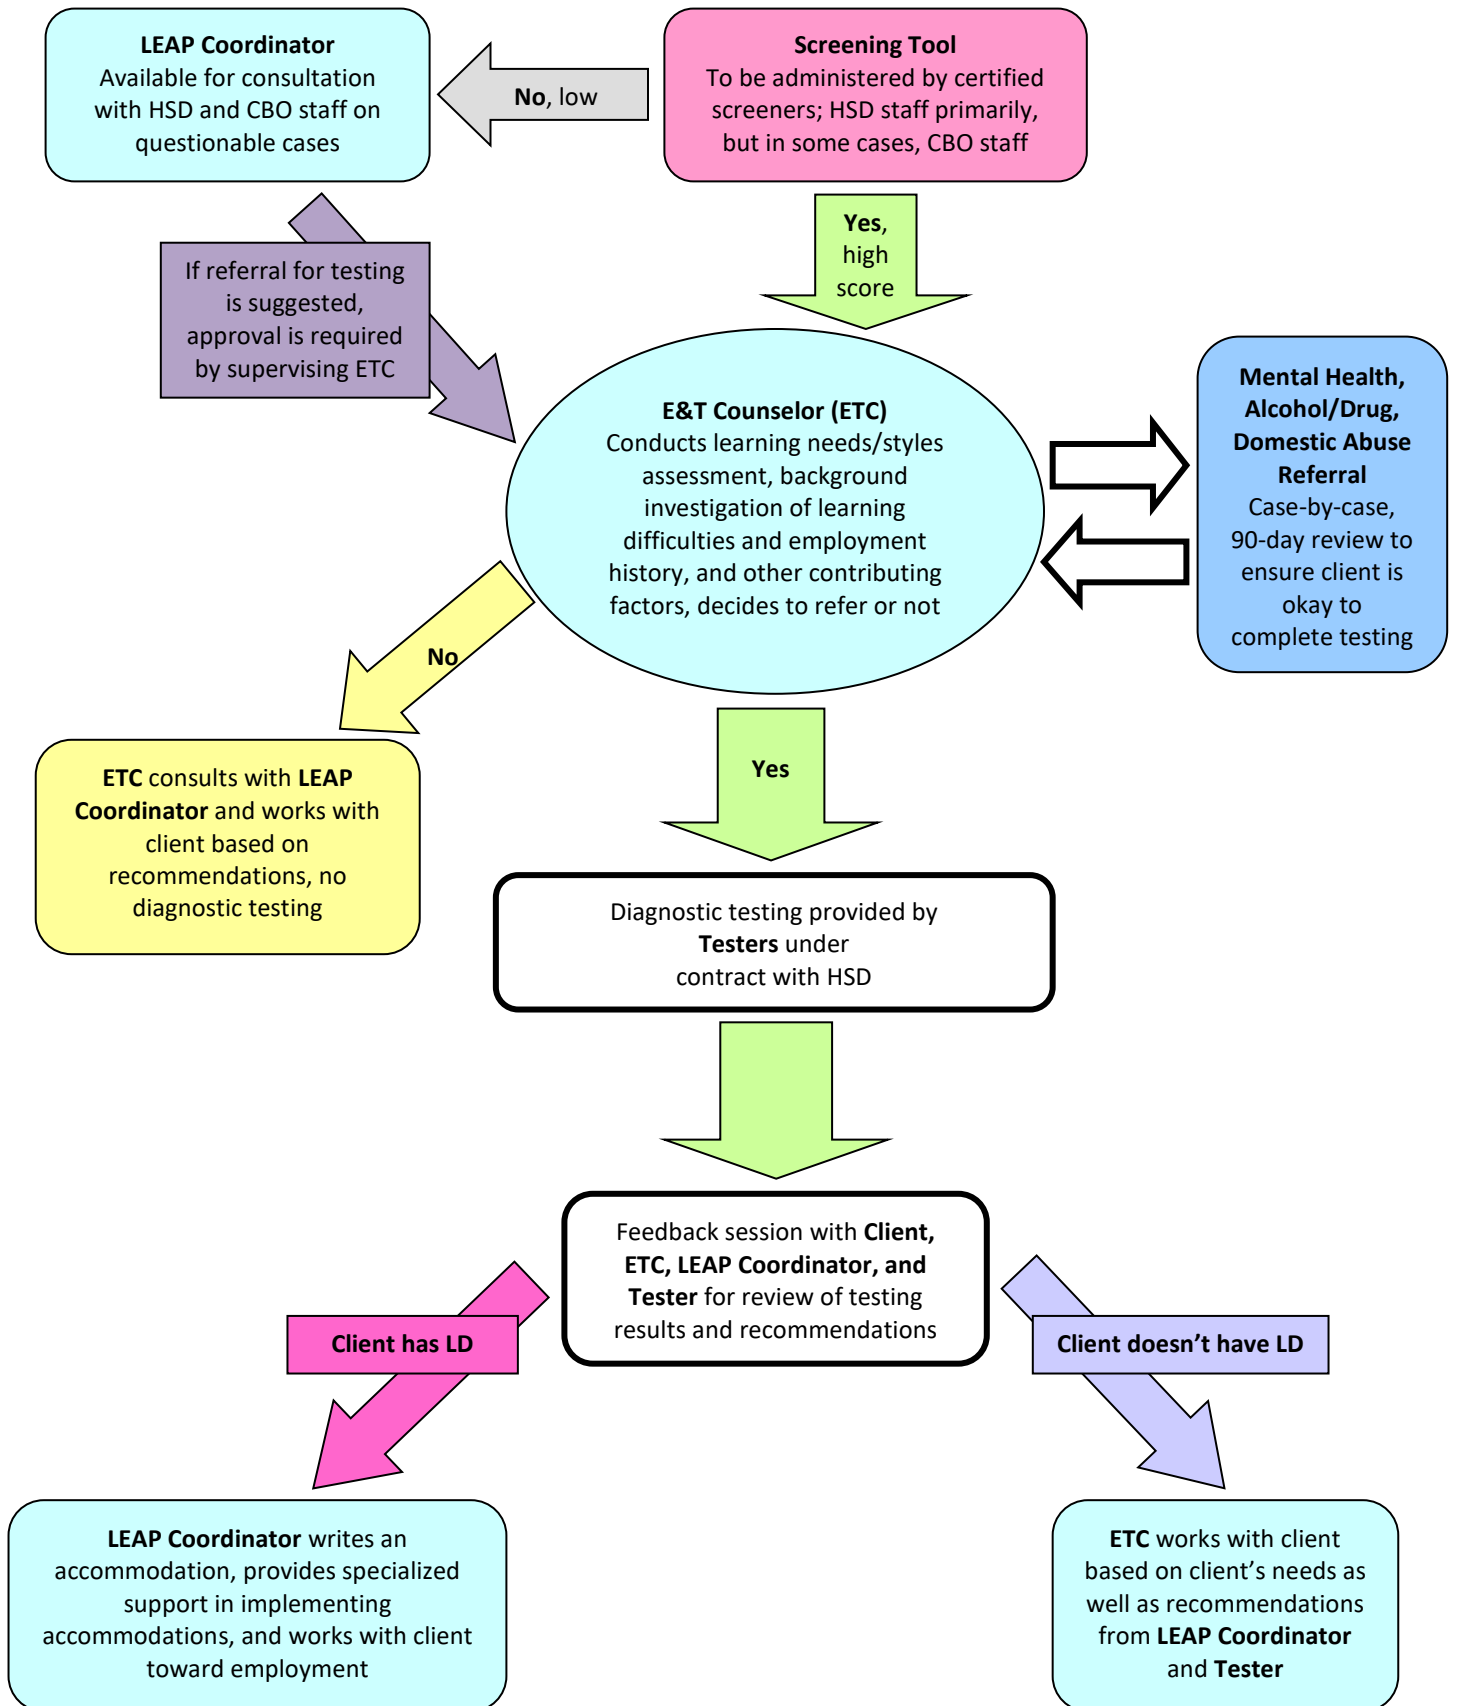 LEAP Coordinator
Available for consultation
with HSD and CBO staff on
questionable cases
No, low
Screening Tool
To be administered by certified
screeners; HSD staff primarily,
but in some cases, CBO staff
Yes,
high
score
If referral for testing
is suggested,
approval is required
by supervising ETC
E&T Counselor (ETC)
Conducts learning needs/styles
assessment, background
investigation of learning
difficulties and employment
history, and other contributing
factors, decides to refer or not
Mental Health,
Alcohol/Drug,
Domestic Abuse
Referral
Case-by-case,
90-day review to
ensure client is
okay to
complete testing
No
ETC consults with LEAP
Coordinator and works with
client based on
recommendations, no
diagnostic testing
Yes
Diagnostic testing provided by
Testers under
contract with HSD
Feedback session with Client,
ETC, LEAP Coordinator, and
Tester for review of testing
results and recommendations
Client has LD
Client doesn’t have LD
LEAP Coordinator writes an
accommodation, provides specialized
support in implementing
accommodations, and works with client
toward employment
ETC works with client
based on client’s needs as
well as recommendations
from LEAP Coordinator
and Tester